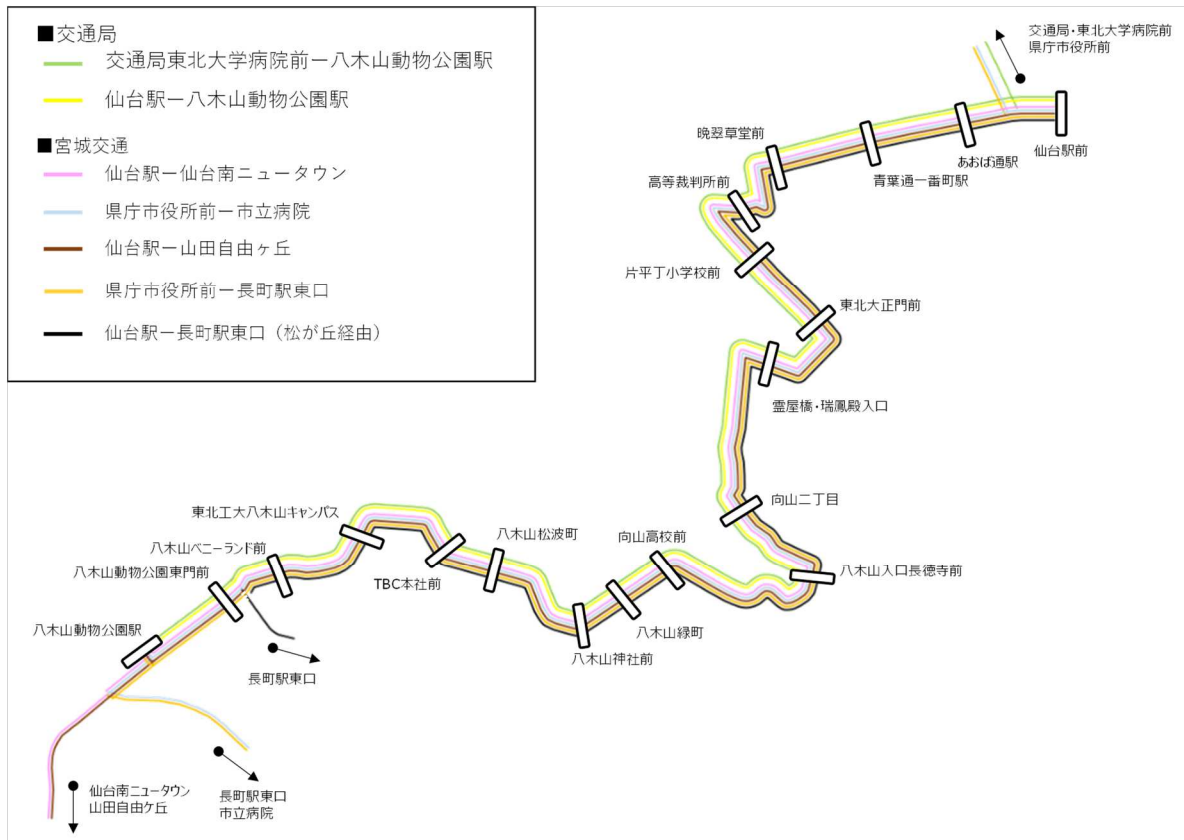 ■交通局
交通局東北大学病院前ー八木山動物公園駅
仙台駅ー八木山動物公園駅
■宮城交通
仙台駅ー仙台南ニュータウン
県庁市役所前ー市立病院
仙台駅ー山田自由ヶ丘
県庁市役所前ー長町駅東口
仙台駅ー長町駅東口（松が丘経由）
交通局・東北大学病院前
県庁市役所前
仙台駅前
あおば通駅
青葉通一番町駅
晩翠草堂前
高等裁判所前
片平丁小学校前
東北大正門前
霊屋橋・瑞鳳殿入口
向山二丁目
八木山入口長徳寺前
向山高校前
八木山緑町
八木山神社前
八木山松波町
TBC本社前
東北工大八木山キャンパス
八木山ベニーランド前
八木山動物公園東門前
八木山動物公園駅
長町駅東口
長町駅東口
市立病院
仙台南ニュータウン
山田自由ケ丘